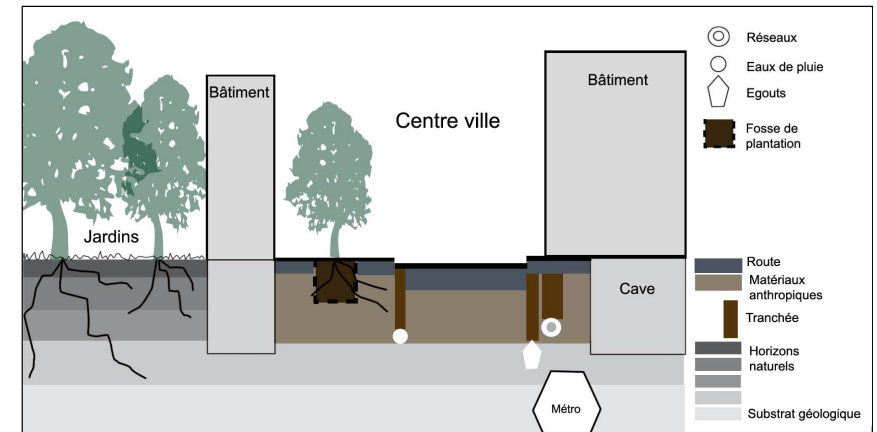 Réseaux
Eaux de pluie
Egouts
Fosse de
plantation
Bâtiment
Bâtiment
Centre ville
Jardins
Cave
Métro
Route
Matériaux
anthropiques
Tranchée
Horizons
naturels
Substrat géologique